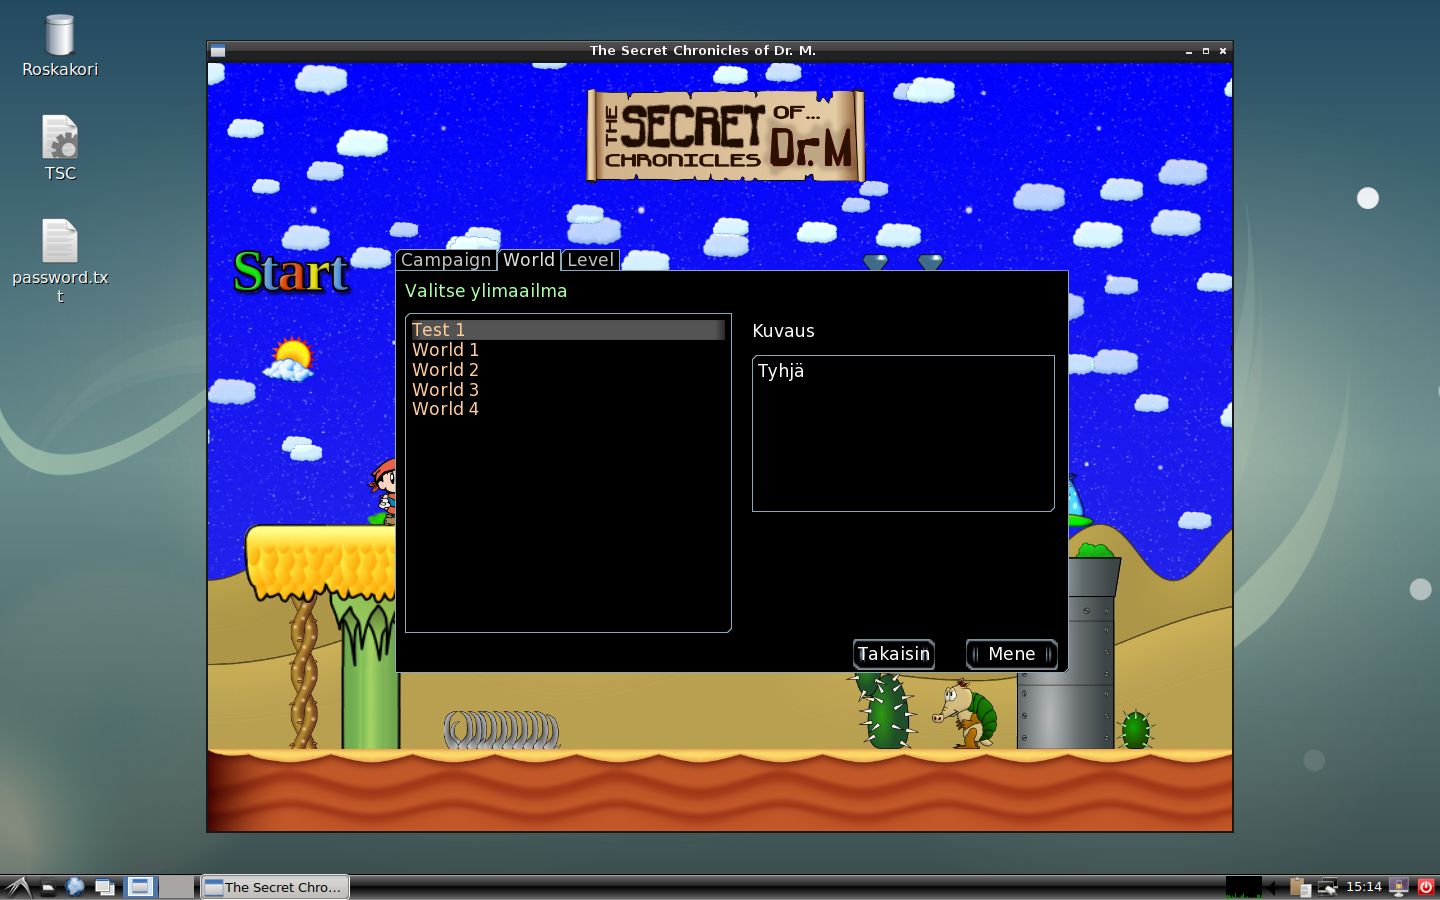 Roskakori
TSC
password.tx
t
The Secret Chronicles of Dr. M.
THE
SECRET
CHRONICLES
OF...
Dr.M
Start
Campaign
World
Level
Valitse ylimaailma
Test 1
World 1
World 2
World 3
World 4
Kuvaus
Tyhjä
Takaisin
Mene
The Secret Chro...
15:14